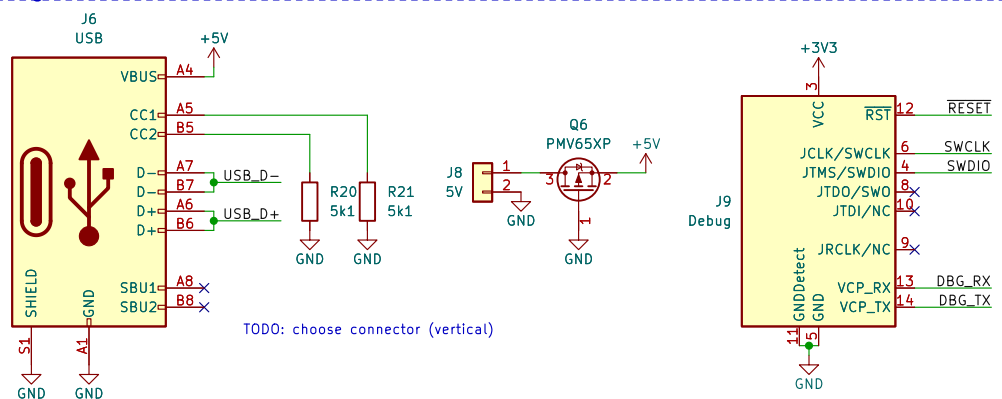 J6
USB
+5V
VBUS A4
CC1 A5
CC2 B5
D- A7
D- B7
D+ A6
D+ B6
USB_D-
USB_D+
SBU1 A8
SBU2 B8
SHIELD
GND
S1
A1
GND
GND
R20
5k1
R21
5k1
GND
GND
TODO: choose connector (vertical)
J8
5V
1
2
GND
Q6
PMV65XP
3
2
1
+5V
GND
+3V3
3
VCC
J9
Debug
RST 12 RESET
JCLK/SWCLK 6 SWCLK
JTMS/SWDIO 4 SWDIO
JTDO/SWO 8
JTDI/NC 10
JRCLK/NC 9
VCP_RX 13 DBG_RX
VCP_TX 14 DBG_TX
GNDDetect
GND
11
5
GND